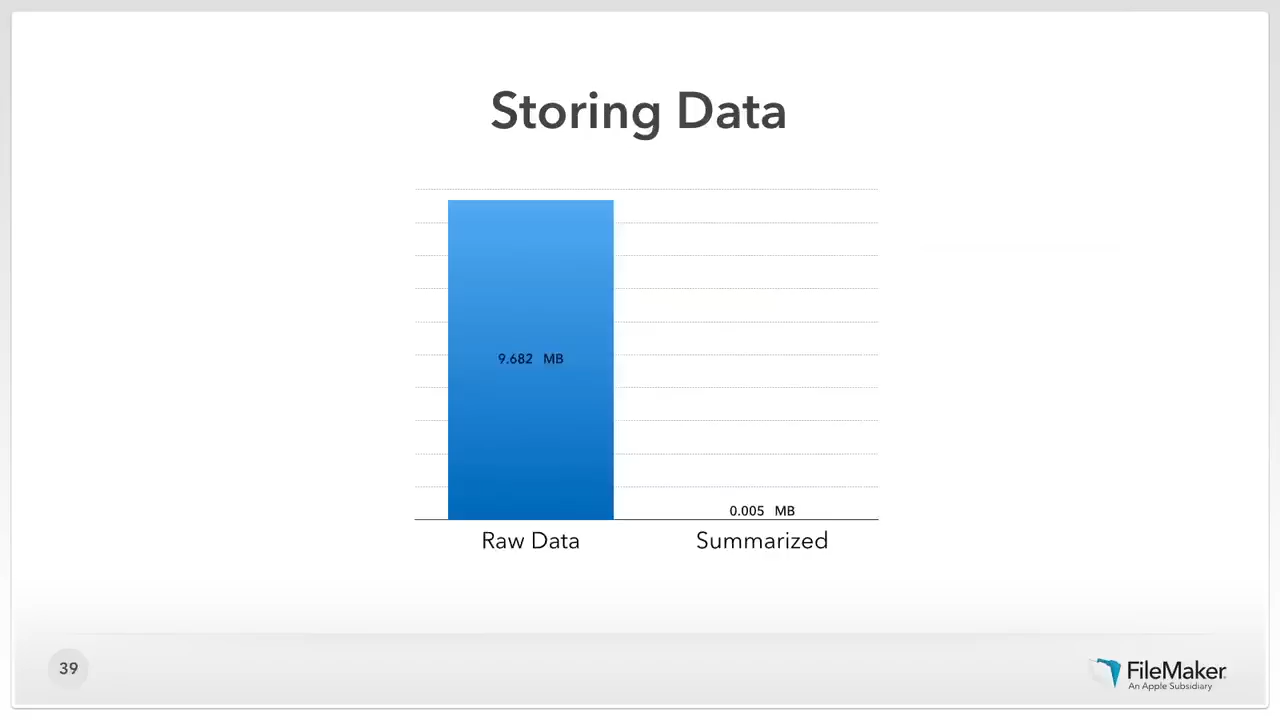 Storing Data
9.682 MB
0.005 MB
Raw Data
Summarized
39
FileMaker
An Apple Subsidiary